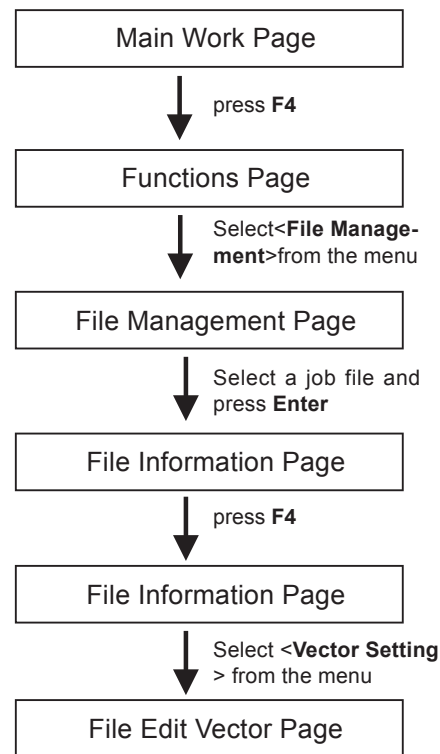 Main Work Page
press F4
Functions Page
Select<File Manage-
ment>from the menu
File Management Page
Select a job file and
press Enter
File Information Page
press F4
File Information Page
Select <Vector Setting
> from the menu
File Edit Vector Page